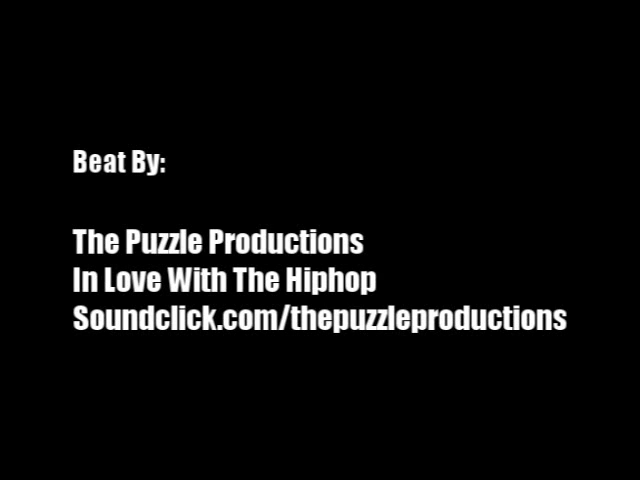 Beat By:
The Puzzle Productions
In Love With The Hiphop
Soundclick.com/thepuzzleproductions